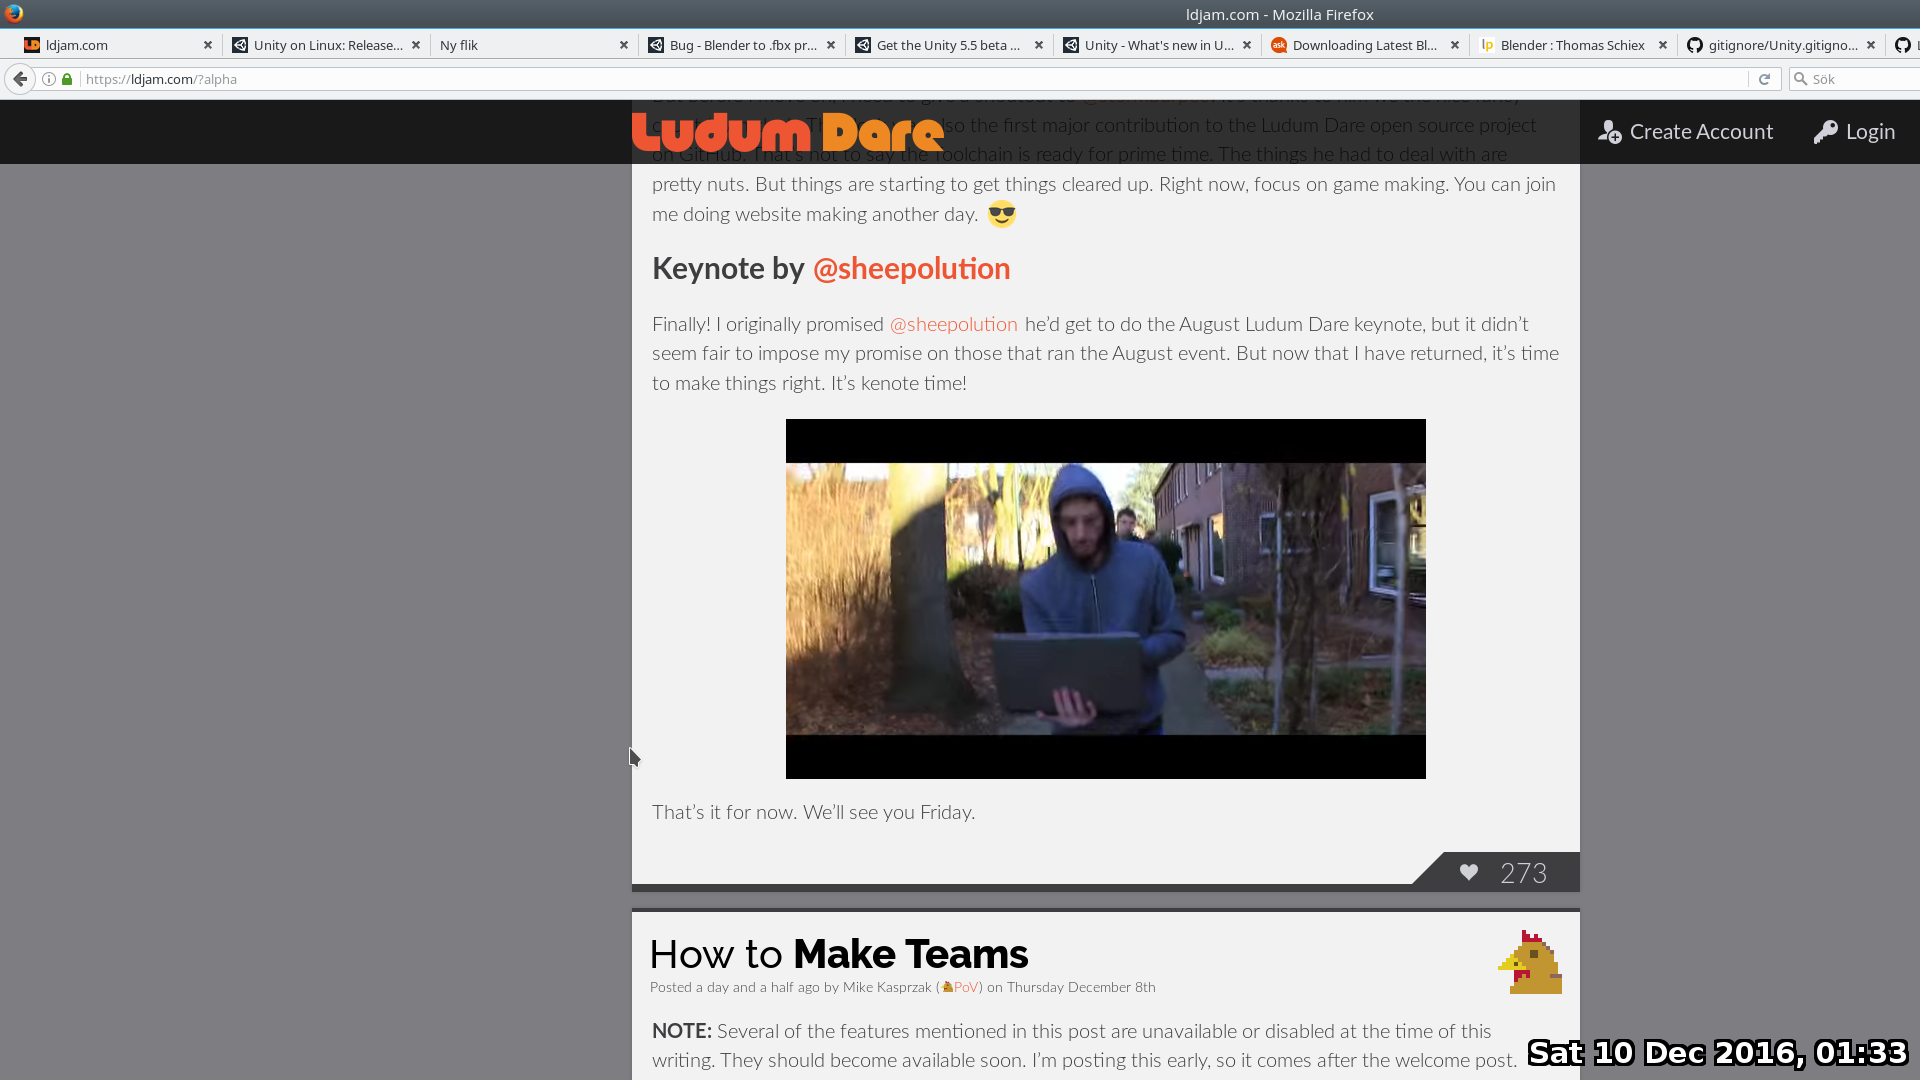 ldjam.com - Mozilla Firefox
ldjam.com
Unity on Linux: Release...
Ny flik
Bug - Blender to .fbx pr...
Get the Unity 5.5 beta ...
Unity - What's new in U...
Downloading Latest Bl...
Blender : Thomas Schiex
gitignore/Unity.gitigno...
https://ldjam.com/?alpha
Sök
Ludum Dare
Create Account
Login
also the first major contribution to the Ludum Dare open source project
on GitHub. That's not to say the Toolchain is ready for prime time. The things he had to deal with are
pretty nuts. But things are starting to get things cleared up. Right now, focus on game making. You can join
me doing website making another day.
Keynote by @sheepolution
Finally! I originally promised @sheepolution he’d get to do the August Ludum Dare keynote, but it didn’t
seem fair to impose my promise on those that ran the August event. But now that I have returned, it’s time
to make things right. It’s kenote time!
That’s it for now. We’ll see you Friday.
273
How to Make Teams
Posted a day and a half ago by Mike Kasprzak (PoV) on Thursday December 8th
NOTE: Several of the features mentioned in this post are unavailable or disabled at the time of this
writing. They should become available soon. I’m posting this early, so it comes after the welcome post.
Sat 10 Dec 2016, 01:33